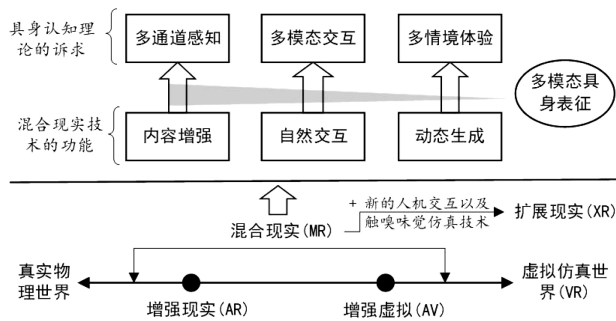 具身认知理
论的诉求
多通道感知
多模态交互
多情境体验
多模态具
身表征
混合现实技
术的功能
内容增强
自然交互
动态生成
混合现实(MR)
+ 新的人机交互以及
触嗅味觉仿真技术
扩展现实(XR)
真实物
理世界
增强现实(AR)
增强虚拟(AV)
虚拟仿真世
界(VR)